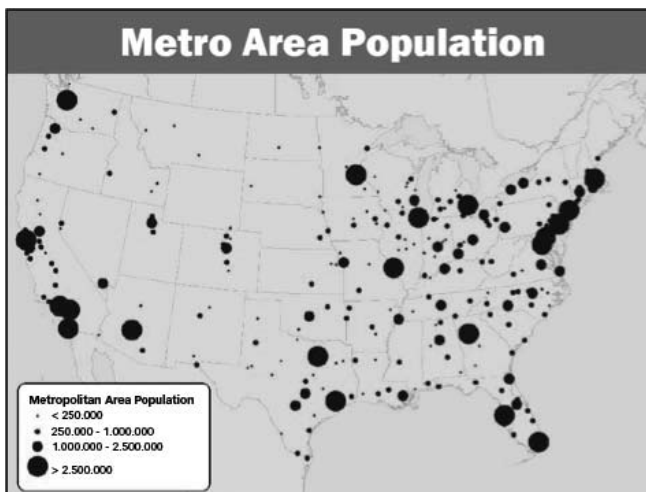 Metro Area Population
Metropolitan Area Population
< 250.000
250.000 - 1.000.000
1.000.000 - 2.500.000
> 2.500.000